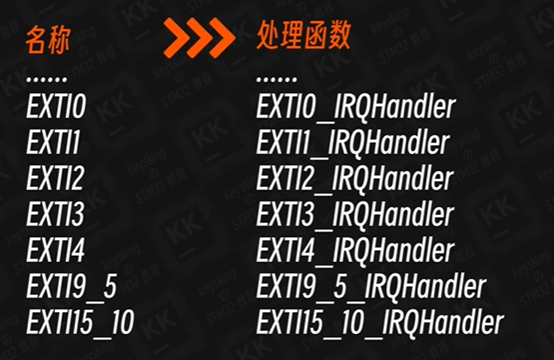 名称 >>> 处理函数
...... ......
EXTI0 EXTI0_IRQHandler
EXTI1 EXTI1_IRQHandler
EXTI2 EXTI2_IRQHandler
EXTI3 EXTI3_IRQHandler
EXTI4 EXTI4_IRQHandler
EXTI9_5 EXTI9_5_IRQHandler
EXTI15_10 EXTI15_10_IRQHandler